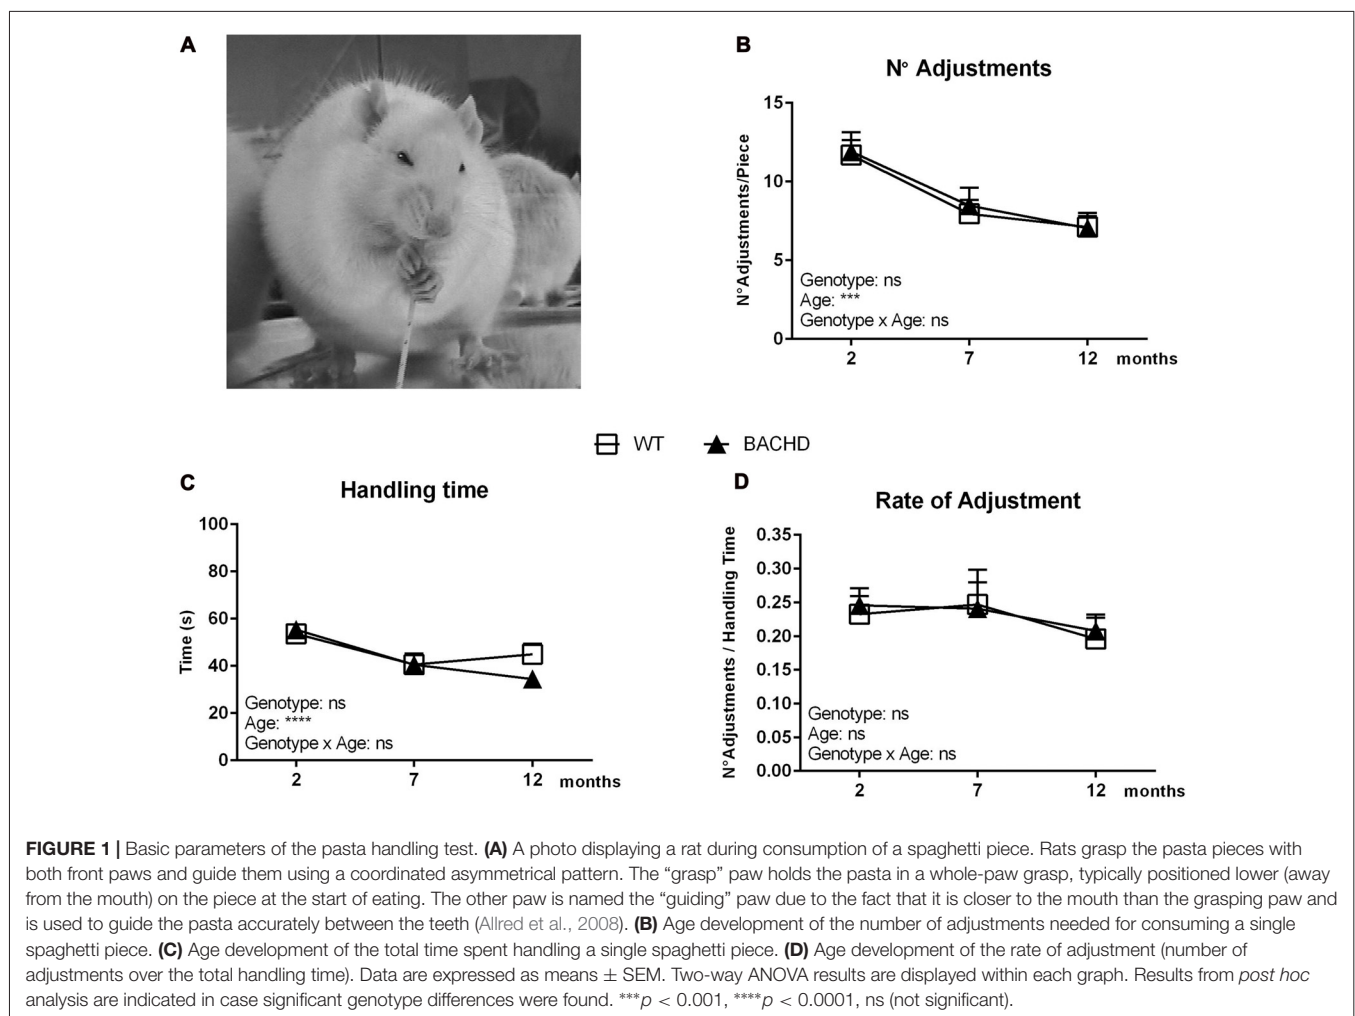 A
B
N° Adjustments
N°Adjustments/Piece
15
10
5
0
Genotype: ns
Age: ***
Genotype x Age: ns
2 7 12 months
WT BACHD
C
Handling time
Time (s)
100
80
60
40
20
0
Genotype: ns
Age: ****
Genotype x Age: ns
2 7 12 months
D
Rate of Adjustment
N°Adjustments / Handling Time
0.35
0.30
0.25
0.20
0.15
0.10
0.05
0.00
Genotype: ns
Age: ns
Genotype x Age: ns
2 7 12 months
FIGURE 1 | Basic parameters of the pasta handling test. (A) A photo displaying a rat during consumption of a spaghetti piece. Rats grasp the pasta pieces with
both front paws and guide them using a coordinated asymmetrical pattern. The “grasp” paw holds the pasta in a whole-paw grasp, typically positioned lower (away
from the mouth) on the piece at the start of eating. The other paw is named the “guiding” paw due to the fact that it is closer to the mouth than the grasping paw and
is used to guide the pasta accurately between the teeth (Allred et al., 2008). (B) Age development of the number of adjustments needed for consuming a single
spaghetti piece. (C) Age development of the total time spent handling a single spaghetti piece. (D) Age development of the rate of adjustment (number of
adjustments over the total handling time). Data are expressed as means ± SEM. Two-way ANOVA results are displayed within each graph. Results from post hoc
analysis are indicated in case significant genotype differences were found. ***p < 0.001, ****p < 0.0001, ns (not significant).